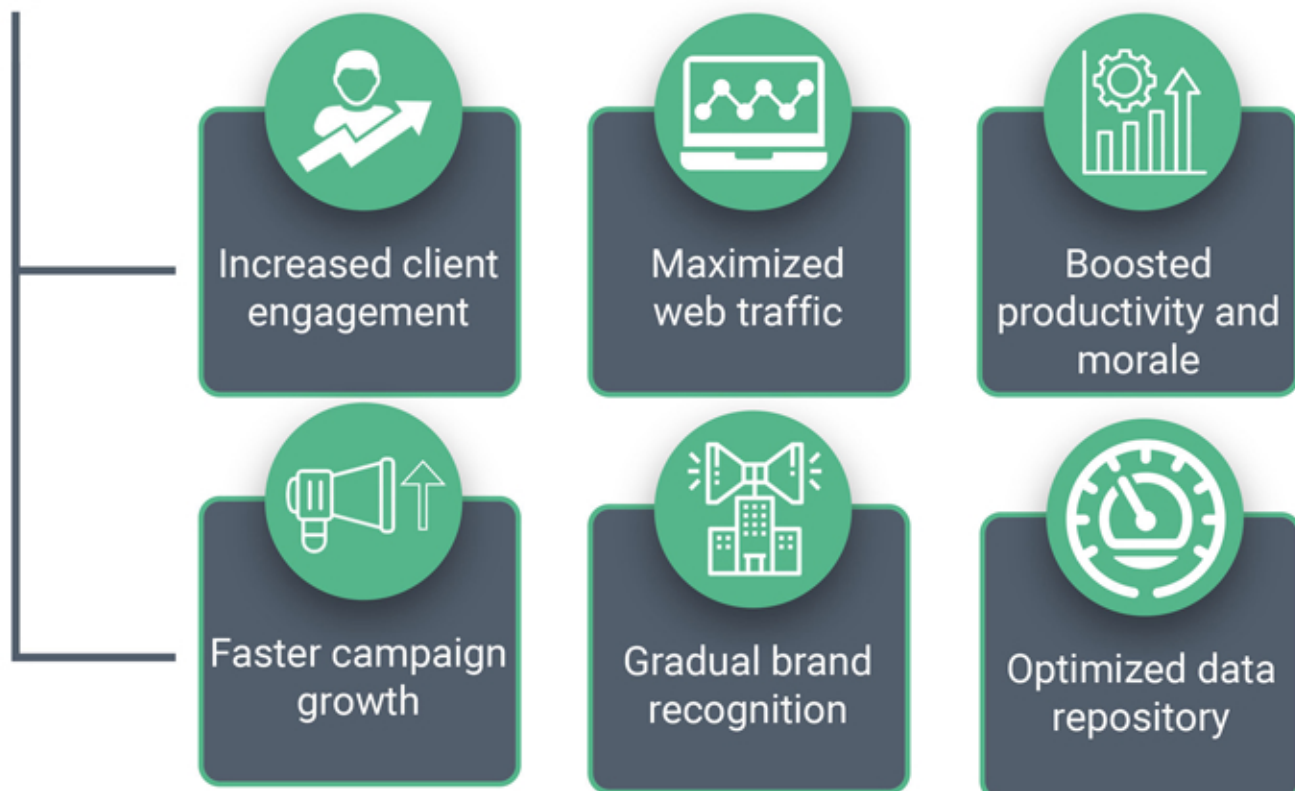 Increased client
engagement
Maximized
web traffic
Boosted
productivity and
morale
Faster campaign
growth
Gradual brand
recognition
Optimized data
repository